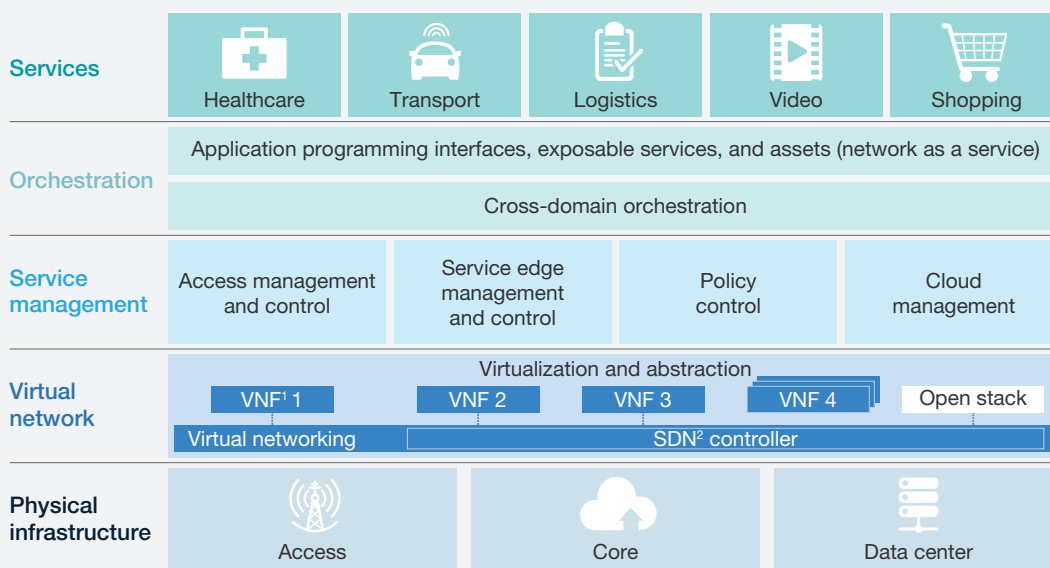 Services
Healthcare
Transport
Logistics
Video
Shopping
Orchestration
Application programming interfaces, exposable services, and assets (network as a service)
Cross-domain orchestration
Service
management
Access management
and control
Service edge
management
and control
Policy
control
Cloud
management
Virtual
network
Virtualization and abstraction
VNF¹ 1
VNF 2
VNF 3
VNF 4
Open stack
Virtual networking
SDN² controller
Physical
infrastructure
Access
Core
Data center